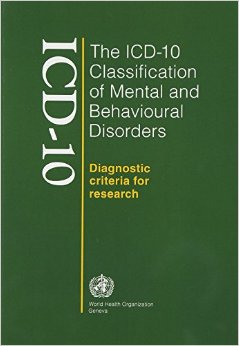 ICD-10
The ICD-10
Classification
of Mental and
Behavioural
Disorders
Diagnostic
criteria for
research
World Health Organization
Geneva